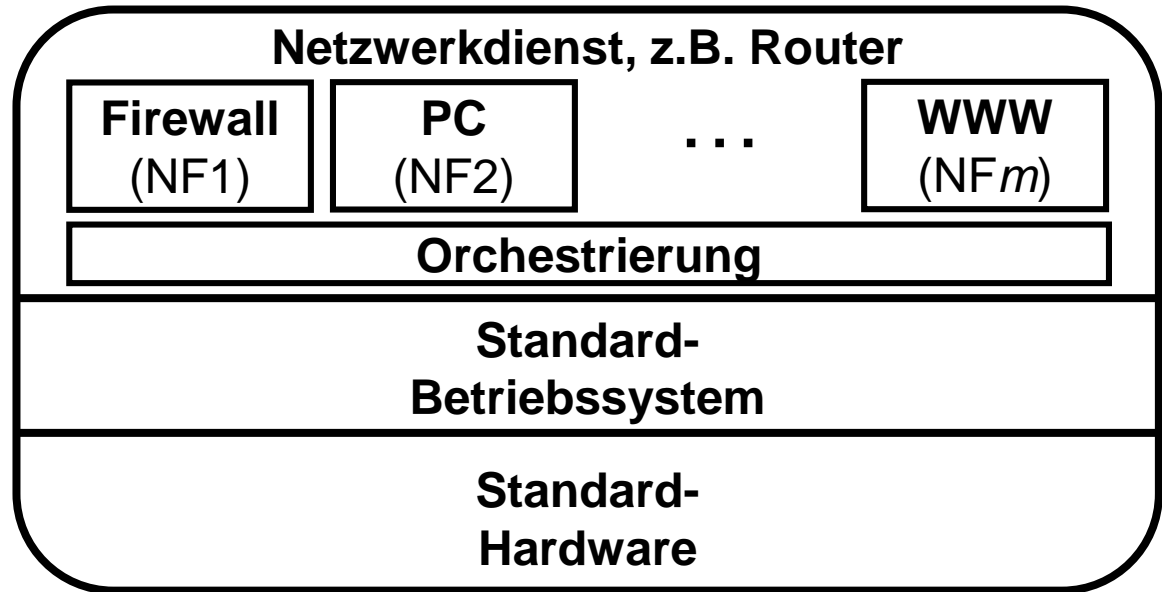 Netzwerkdienst, z.B. Router
Firewall PC . . . WWW
(NF1) (NF2) (NFm)
Orchestrierung
Standard-
Betriebssystem
Standard-
Hardware